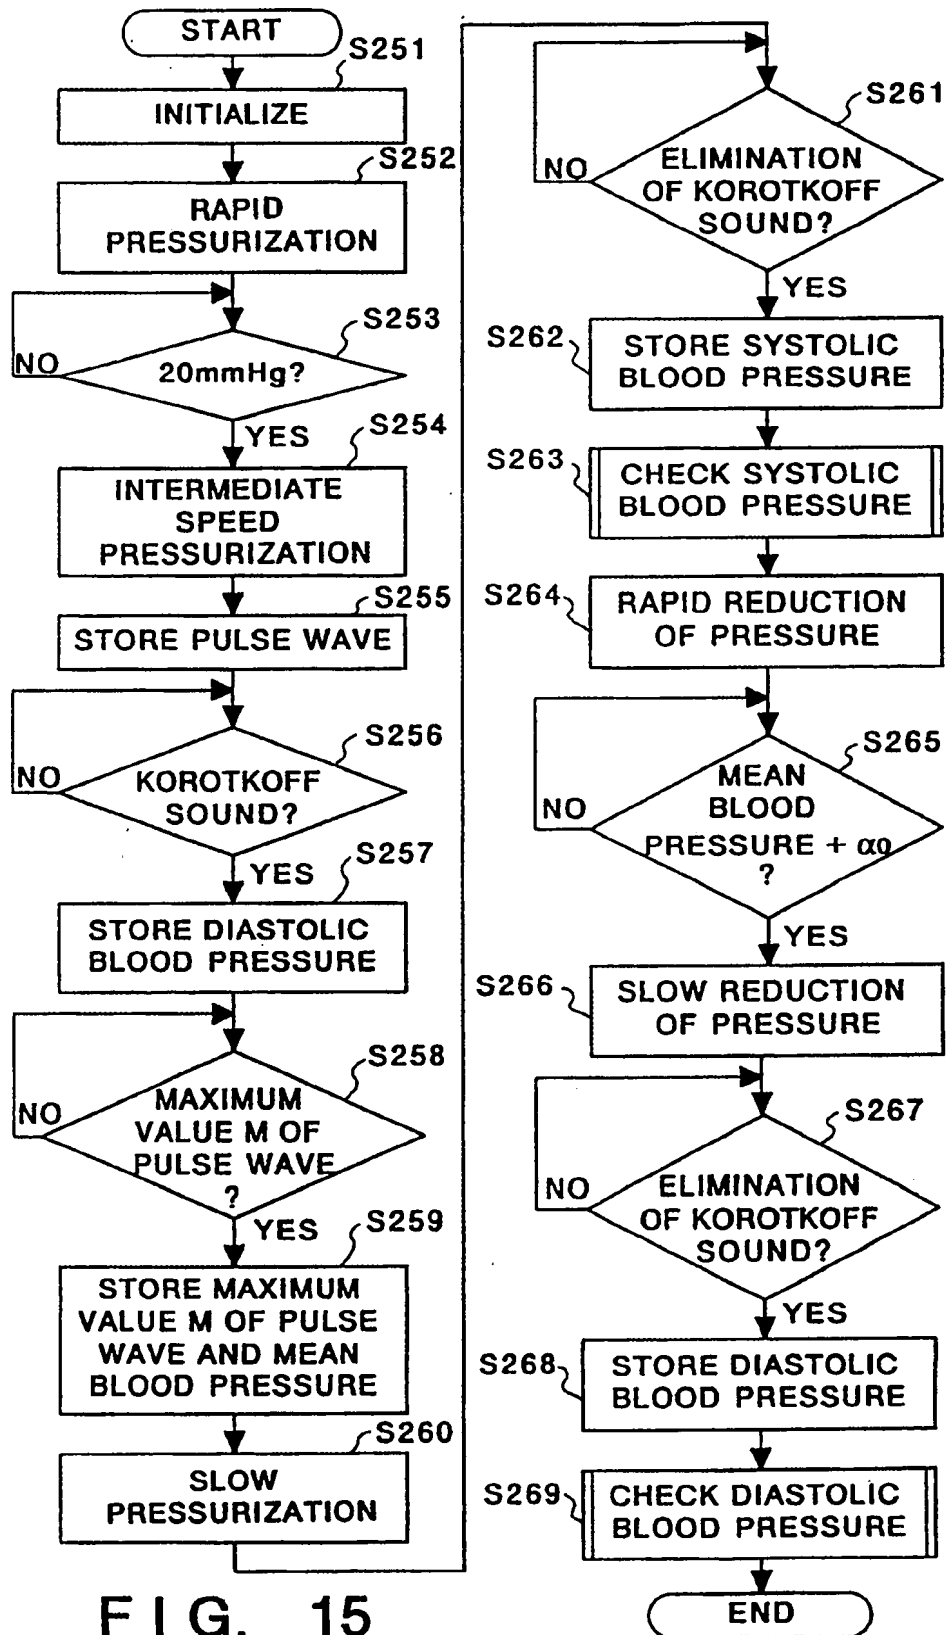 START
S251
INITIALIZE
S252
RAPID
PRESSURIZATION
S253
20mmHg?
NO
YES
S254
INTERMEDIATE
SPEED
PRESSURIZATION
S255
STORE PULSE WAVE
S256
KOROTKOFF
SOUND?
NO
YES
S257
STORE DIASTOLIC
BLOOD PRESSURE
S258
MAXIMUM
VALUE M OF
PULSE WAVE
?
NO
YES
S259
STORE MAXIMUM
VALUE M OF PULSE
WAVE AND MEAN
BLOOD PRESSURE
S260
SLOW
PRESSURIZATION
S261
ELIMINATION
OF KOROTKOFF
SOUND?
NO
YES
S262
STORE SYSTOLIC
BLOOD PRESSURE
S263
CHECK SYSTOLIC
BLOOD PRESSURE
S264
RAPID REDUCTION
OF PRESSURE
S265
MEAN
BLOOD
PRESSURE + α0
?
NO
YES
S266
SLOW REDUCTION
OF PRESSURE
S267
ELIMINATION
OF KOROTKOFF
SOUND?
NO
YES
S268
STORE DIASTOLIC
BLOOD PRESSURE
S269
CHECK DIASTOLIC
BLOOD PRESSURE
END
FIG. 15